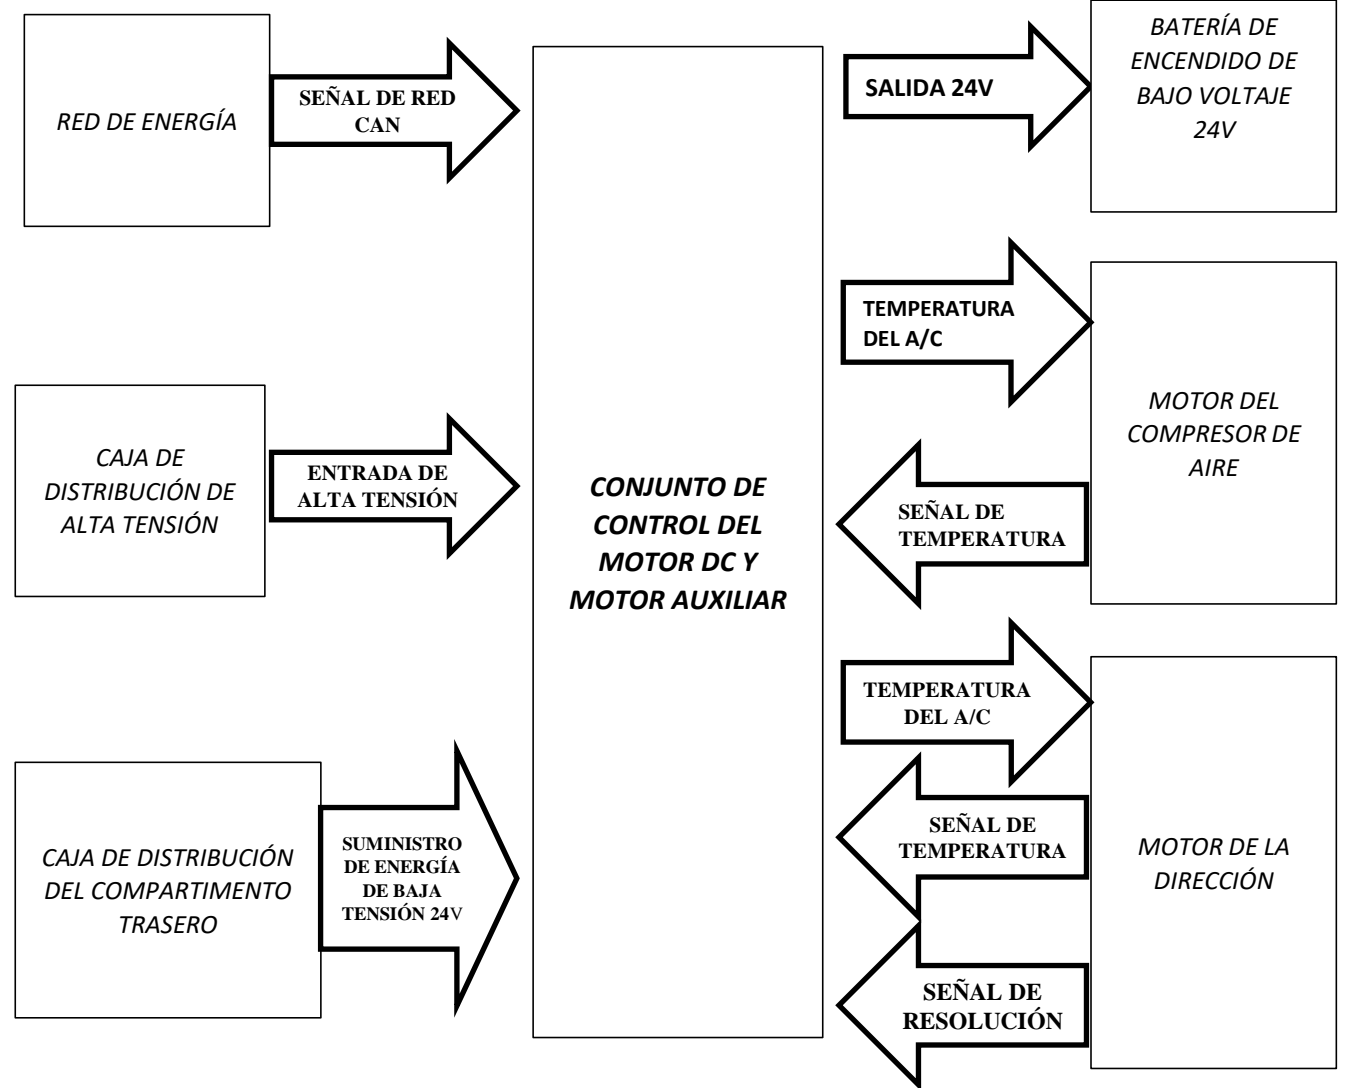 RED DE ENERGÍA
SEÑAL DE RED
CAN
CAJA DE
DISTRIBUCIÓN DE
ALTA TENSIÓN
ENTRADA DE
ALTA TENSIÓN
CAJA DE DISTRIBUCIÓN
DEL COMPARTIMENTO
TRASERO
SUMINISTRO
DE ENERGÍA
DE BAJA
TENSIÓN 24V
CONJUNTO DE
CONTROL DEL
MOTOR DC Y
MOTOR AUXILIAR
SALIDA 24V
BATERÍA DE
ENCENDIDO DE
BAJO VOLTAJE
24V
TEMPERATURA
DEL A/C
SEÑAL DE
TEMPERATURA
MOTOR DEL
COMPRESOR DE
AIRE
TEMPERATURA
DEL A/C
SEÑAL DE
TEMPERATURA
SEÑAL DE
RESOLUCIÓN
MOTOR DE LA
DIRECCIÓN